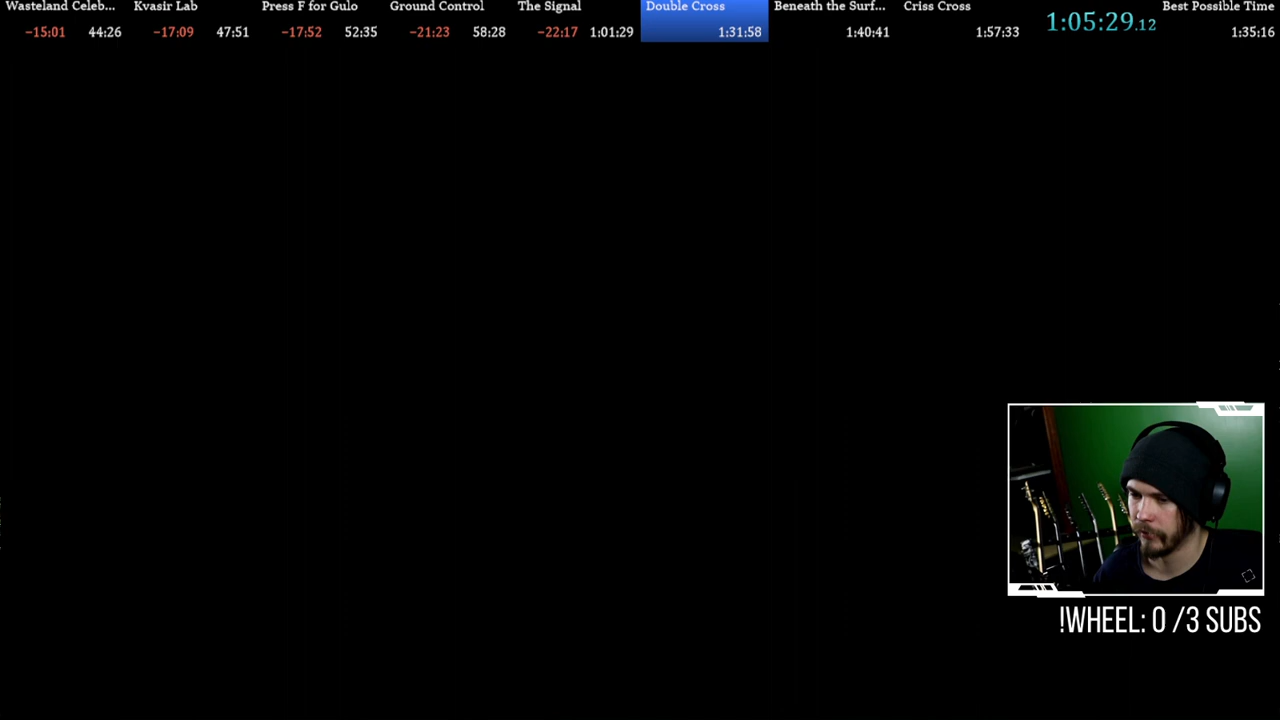 Wasteland Celeb... Kvasir Lab Press F for Gulo Ground Control The Signal Double Cross Beneath the Surf... Criss Cross 1:05:29.12 Best Possible Time
−15:01 44:26 −17:09 47:51 −17:52 52:35 −21:23 58:28 −22:17 1:01:29 1:31:58 1:40:41 1:57:33 1:35:16
!WHEEL: 0 /3 SUBS